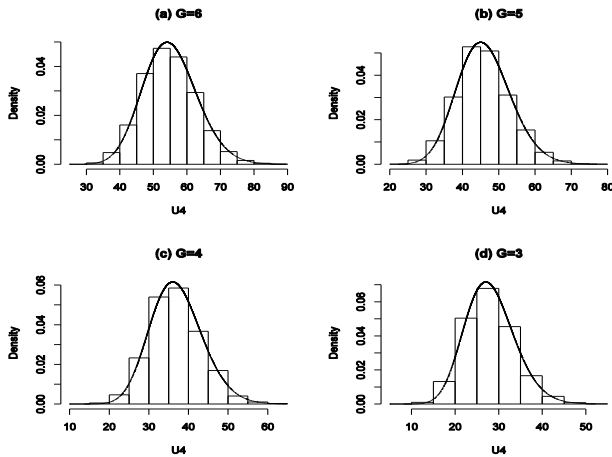 (a) G=6
Density
0.00 0.02 0.04
30 40 50 60 70 80 90
U4
(b) G=5
Density
0.00 0.02 0.04
20 30 40 50 60 70 80
U4
(c) G=4
Density
0.00 0.02 0.04 0.06
10 20 30 40 50 60
U4
(d) G=3
Density
0.00 0.02 0.04 0.06
10 20 30 40 50
U4